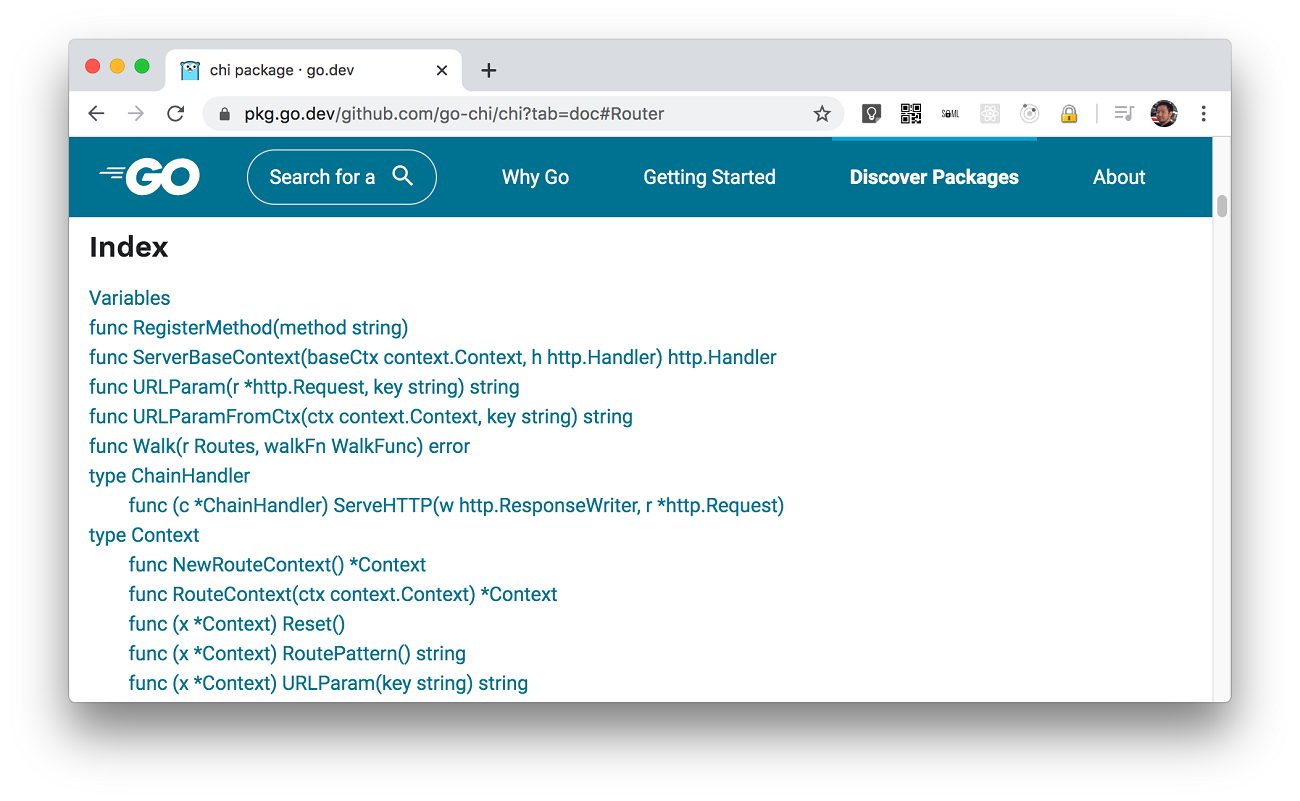 chi package · go.dev
pkg.go.dev/github.com/go-chi/chi?tab=doc#Router
GO
Search for a
Why Go
Getting Started
Discover Packages
About
Index
Variables
func RegisterMethod(method string)
func ServerBaseContext(baseCtx context.Context, h http.Handler) http.Handler
func URLParam(r *http.Request, key string) string
func URLParamFromCtx(ctx context.Context, key string) string
func Walk(r Routes, walkFn WalkFunc) error
type ChainHandler
func (c *ChainHandler) ServeHTTP(w http.ResponseWriter, r *http.Request)
type Context
func NewRouteContext() *Context
func RouteContext(ctx context.Context) *Context
func (x *Context) Reset()
func (x *Context) RoutePattern() string
func (x *Context) URLParam(key string) string